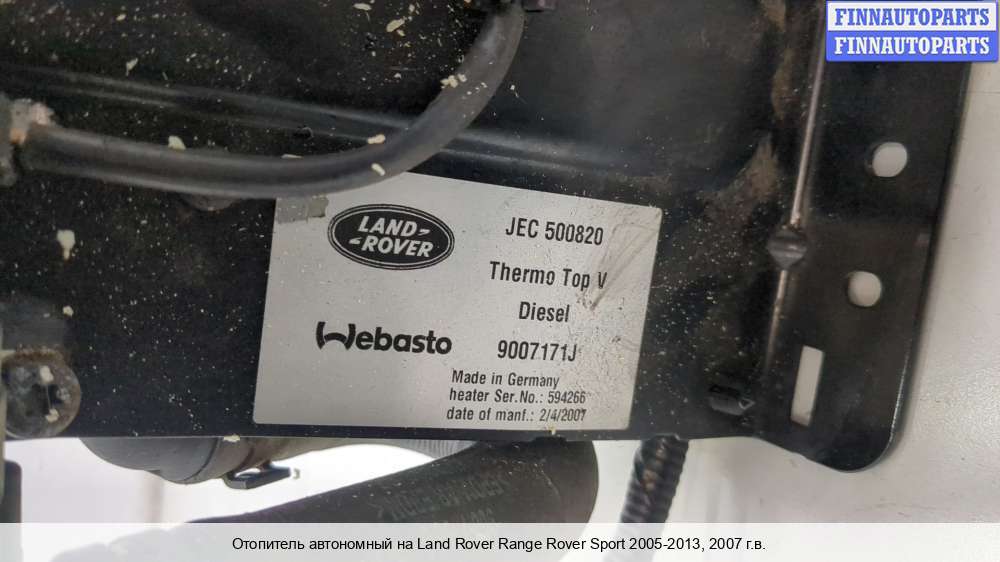 FINNAUTOPARTS
FINNAUTOPARTS
LAND-
-ROVER
JEC 500820
Thermo Top V
Diesel
Webasto
9007171J
Made in Germany
heater Ser.No.: 594266
date of manf.: 2/4/2007
Отопитель автономный на Land Rover Range Rover Sport 2005-2013, 2007 г.в.